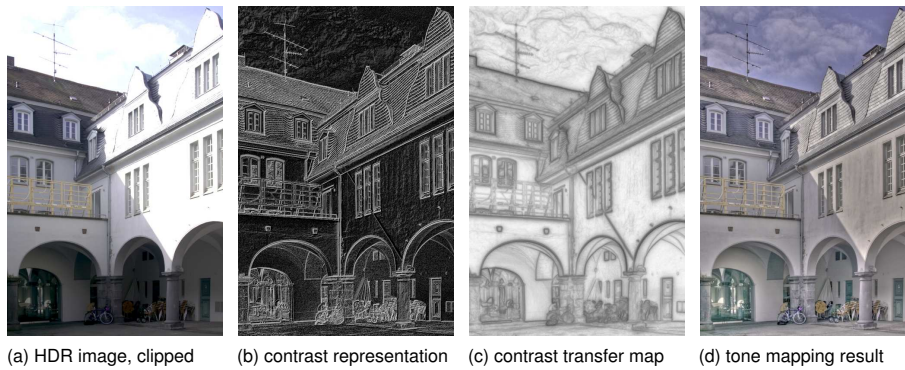 (a) HDR image, clipped
(b) contrast representation
(c) contrast transfer map
(d) tone mapping result